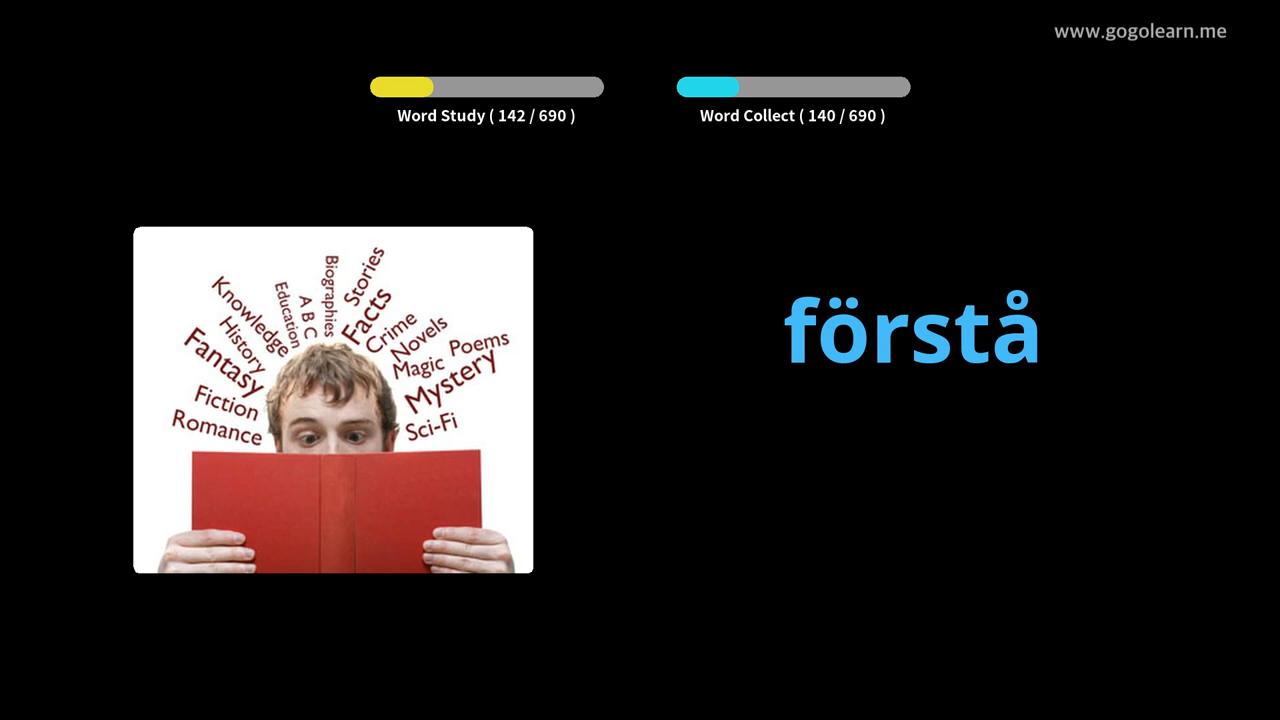 www.gogolearn.me
Word Study ( 142 / 690 )
Word Collect ( 140 / 690 )
Biographies
Stories
Education
A B C
Facts
Knowledge
Crime
History
Novels
Fantasy
Magic
Poems
Mystery
Fiction
Romance
Sci-Fi
förstå